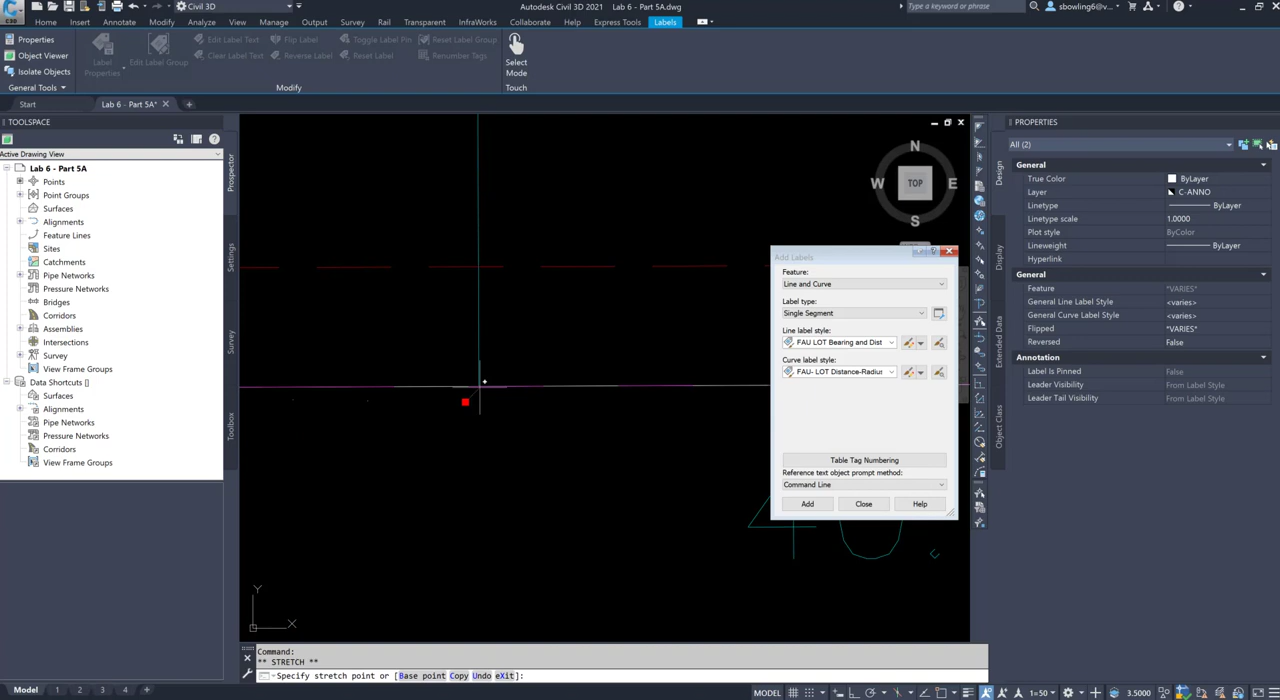 C3D
Civil 3D
Autodesk Civil 3D 2021 Lab 6 - Part 5A.dwg
Type a keyword or phrase
sbowling6@v...
Home Insert Annotate Modify Analyze View Manage Output Survey Rail Transparent InfraWorks Collaborate Help Express Tools Labels
Properties
Object Viewer
Isolate Objects
General Tools
Label Properties
Edit Label Group
Edit Label Text
Clear Label Text
Flip Label
Reverse Label
Toggle Label Pin
Reset Label
Reset Label Group
Renumber Tags
Modify
Select Mode
Touch
Start
Lab 6 - Part 5A*
TOOLSPACE
Active Drawing View
Lab 6 - Part 5A
Points
Point Groups
Surfaces
Alignments
Feature Lines
Sites
Catchments
Pipe Networks
Pressure Networks
Bridges
Corridors
Assemblies
Intersections
Survey
View Frame Groups
Data Shortcuts []
Surfaces
Alignments
Pipe Networks
Pressure Networks
Corridors
View Frame Groups
Prospector
Settings
Survey
Toolbox
N
W TOP E
S
Add Labels
Feature:
Line and Curve
Label type:
Single Segment
Line label style:
FAU LOT Bearing and Dist
Curve label style:
FAU- LOT Distance-Radius
Table Tag Numbering
Reference text object prompt method:
Command Line
Add Close Help
Y
X
PROPERTIES
All (2)
General
True Color ByLayer
Layer C-ANNO
Linetype ByLayer
Linetype scale 1.0000
Plot style ByColor
Lineweight ByLayer
Hyperlink
General
Feature *VARIES*
General Line Label Style <varies>
General Curve Label Style <varies>
Flipped *VARIES*
Reversed False
Annotation
Label Is Pinned False
Leader Visibility From Label Style
Leader Tail Visibility From Label Style
Design
Display
Extended Data
Object Class
Command:
** STRETCH **
Specify stretch point or [Base point Copy Undo eXit]:
Model 1 2 3 4 +
MODEL 1=50 3.5000